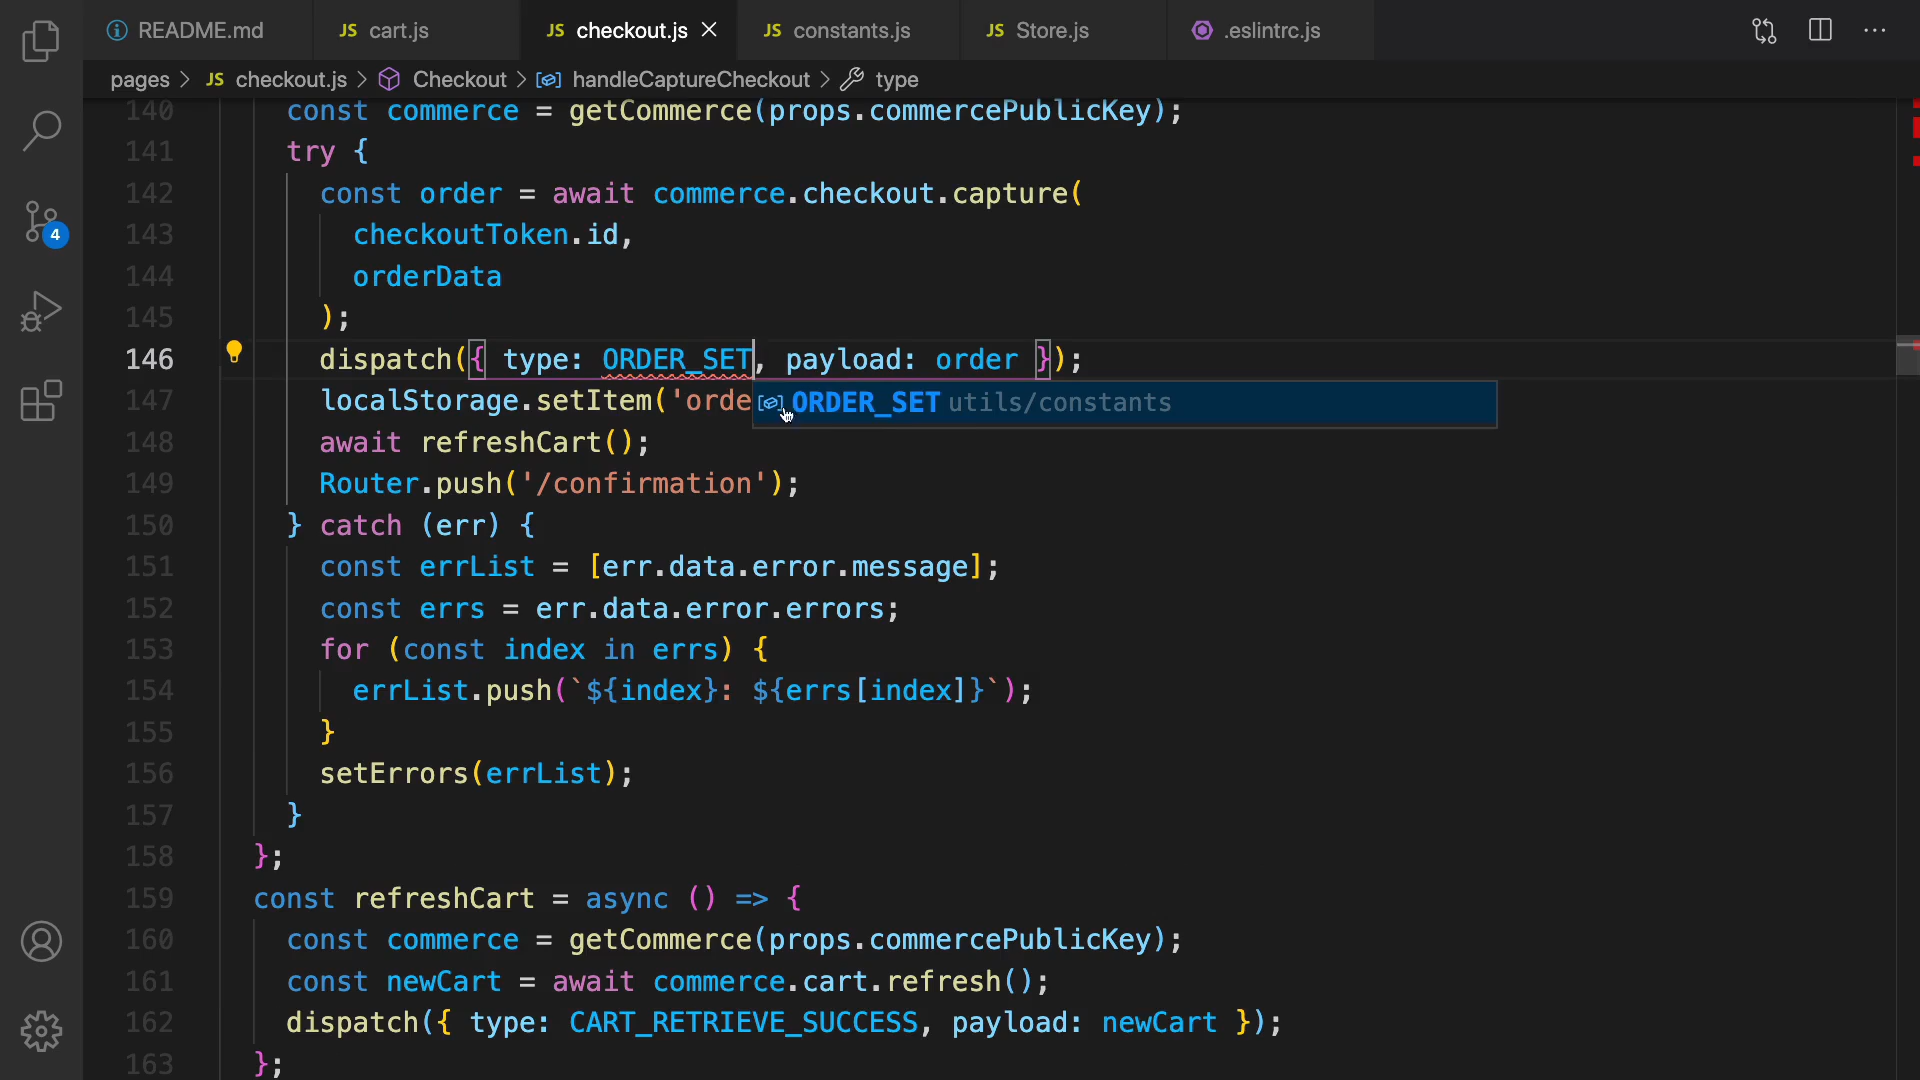 README.md
JS cart.js
JS checkout.js
JS constants.js
JS Store.js
.eslintrc.js
pages > JS checkout.js > Checkout > handleCaptureCheckout > type
140 const commerce = getCommerce(props.commercePublicKey);
141 try {
142 const order = await commerce.checkout.capture(
143 checkoutToken.id,
144 orderData
145 );
146 dispatch({ type: ORDER_SET, payload: order });
147 localStorage.setItem('orde
ORDER_SET utils/constants
148 await refreshCart();
149 Router.push('/confirmation');
150 } catch (err) {
151 const errList = [err.data.error.message];
152 const errs = err.data.error.errors;
153 for (const index in errs) {
154 errList.push(`${index}: ${errs[index]}`);
155 }
156 setErrors(errList);
157 }
158 };
159 const refreshCart = async () => {
160 const commerce = getCommerce(props.commercePublicKey);
161 const newCart = await commerce.cart.refresh();
162 dispatch({ type: CART_RETRIEVE_SUCCESS, payload: newCart });
163 };
4